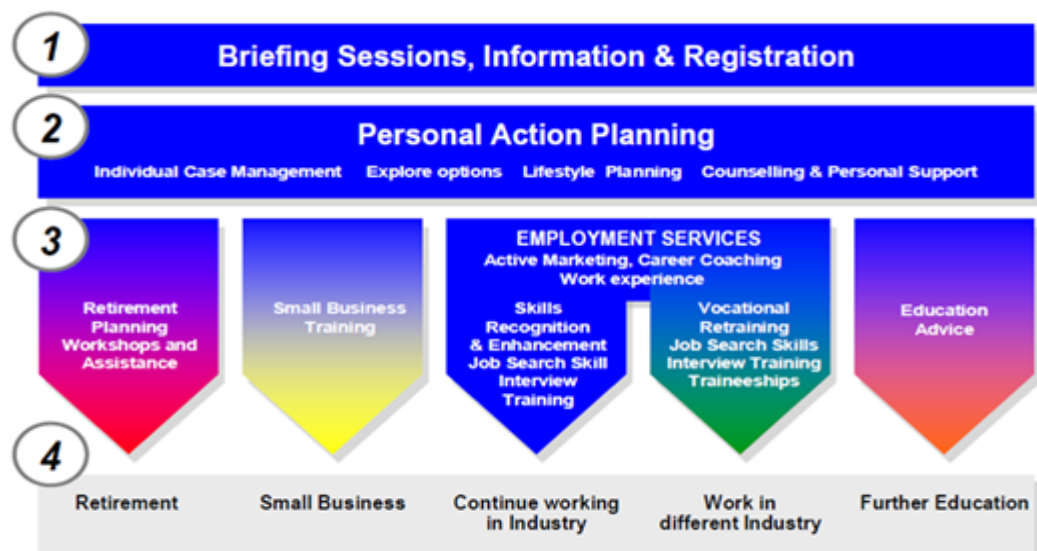 1
Briefing Sessions, Information & Registration
2
Personal Action Planning
Individual Case Management Explore options Lifestyle Planning Counselling & Personal Support
3
Retirement
Planning
Workshops and
Assistance
Small Business
Training
EMPLOYMENT SERVICES
Active Marketing, Career Coaching
Work experience
Skills
Recognition
& Enhancement
Job Search Skill
Interview
Training
Vocational
Retraining
Job Search Skills
Interview Training
Traineeships
Education
Advice
4
Retirement
Small Business
Continue working
in Industry
Work in
different Industry
Further Education